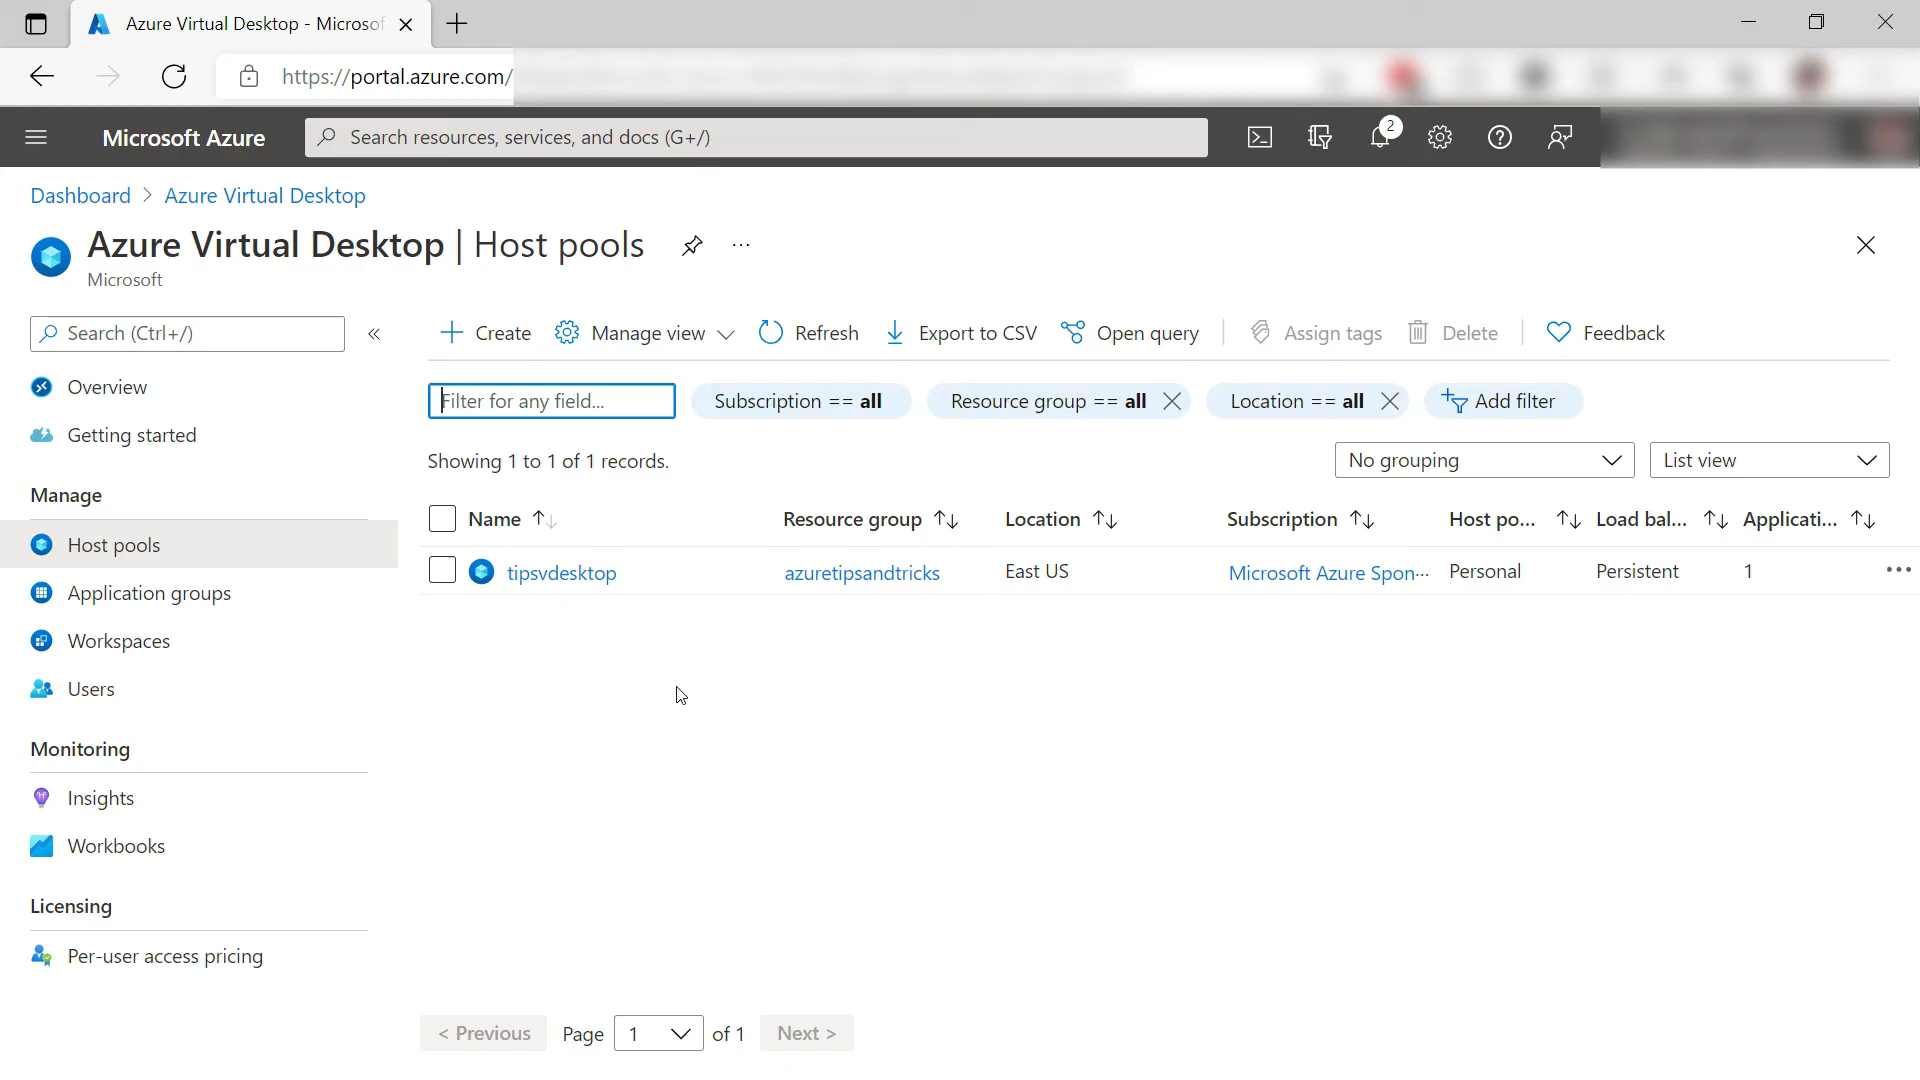 Azure Virtual Desktop - Microsof
https://portal.azure.com/
Microsoft Azure
Search resources, services, and docs (G+/)
2
Dashboard > Azure Virtual Desktop
Azure Virtual Desktop | Host pools
Microsoft
Search (Ctrl+/)
Overview
Getting started
Manage
Host pools
Application groups
Workspaces
Users
Monitoring
Insights
Workbooks
Licensing
Per-user access pricing
Create Manage view Refresh Export to CSV Open query Assign tags Delete Feedback
Filter for any field... Subscription == all Resource group == all Location == all Add filter
Showing 1 to 1 of 1 records. No grouping List view
Name Resource group Location Subscription Host po... Load bal... Applicati...
tipsvdesktop azuretipsandtricks East US Microsoft Azure Spon... Personal Persistent 1
< Previous Page 1 of 1 Next >